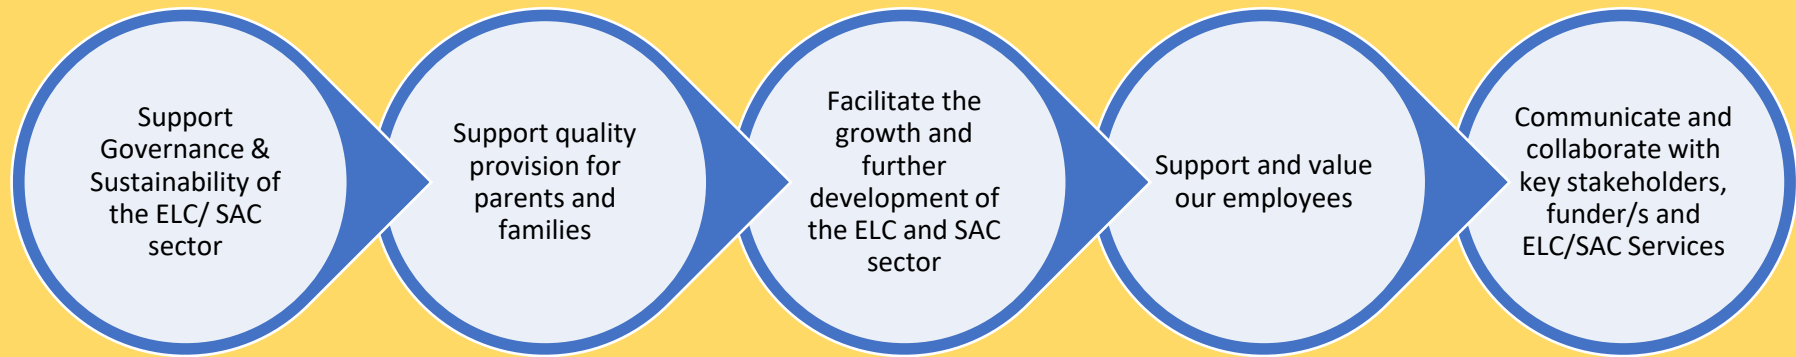 Support
Governance &
Sustainability of
the ELC/ SAC
sector
Support quality
provision for
parents and
families
Facilitate the
growth and
further
development of
the ELC and SAC
sector
Support and value
our employees
Communicate and
collaborate with
key stakeholders,
funder/s and
ELC/SAC Services